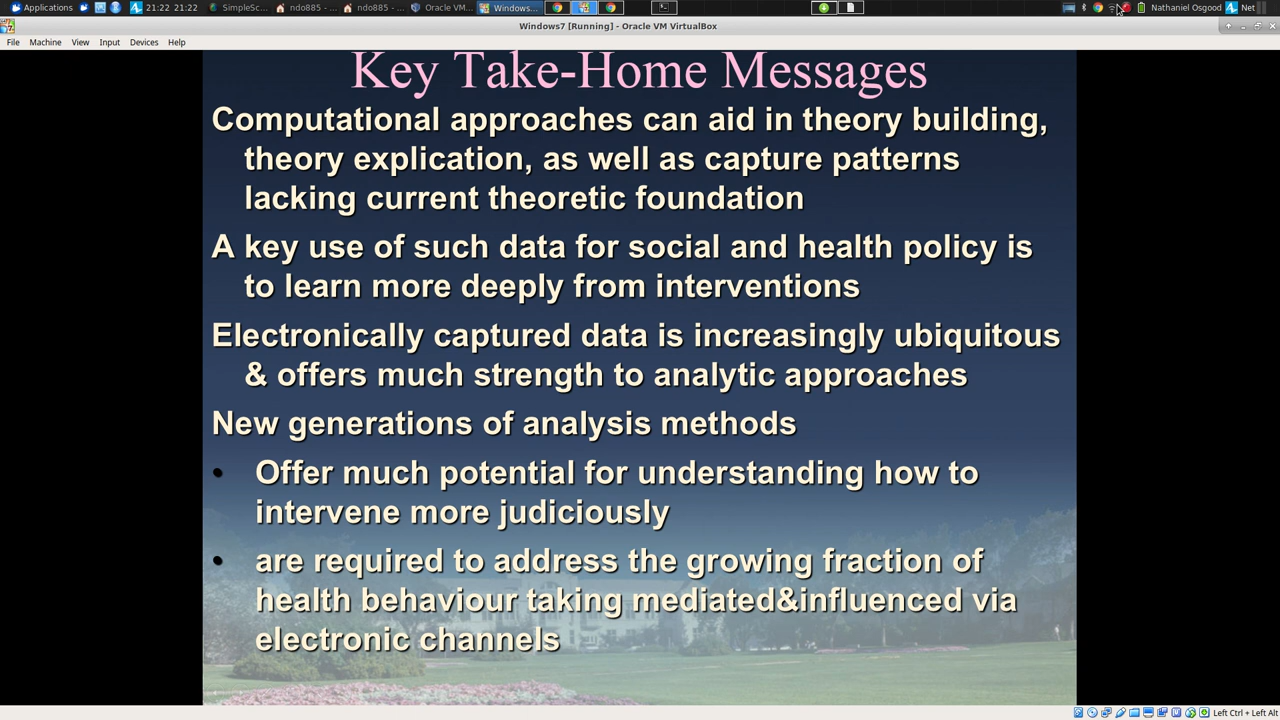 Applications 21:22 21:22 SimpleSc... ndo885 - ... ndo885 - ... Oracle VM... Windows... Nathaniel Osgood Net
Windows7 [Running] - Oracle VM VirtualBox
File Machine View Input Devices Help
Key Take-Home Messages
Computational approaches can aid in theory building,
theory explication, as well as capture patterns
lacking current theoretic foundation
A key use of such data for social and health policy is
to learn more deeply from interventions
Electronically captured data is increasingly ubiquitous
& offers much strength to analytic approaches
New generations of analysis methods
• Offer much potential for understanding how to
intervene more judiciously
• are required to address the growing fraction of
health behaviour taking mediated&influenced via
electronic channels
Left Ctrl + Left Alt